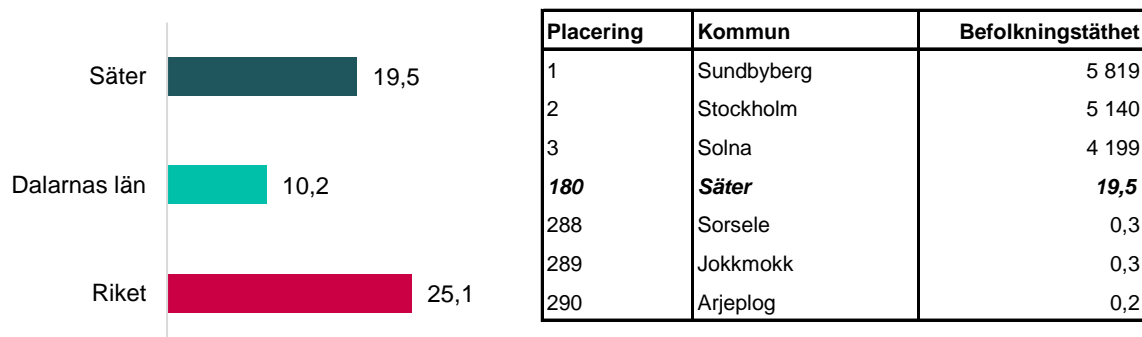 Säter 19,5
Dalarnas län 10,2
Riket 25,1
Placering Kommun Befolkningstäthet
1 Sundbyberg 5 819
2 Stockholm 5 140
3 Solna 4 199
180 Säter 19,5
288 Sorsele 0,3
289 Jokkmokk 0,3
290 Arjeplog 0,2